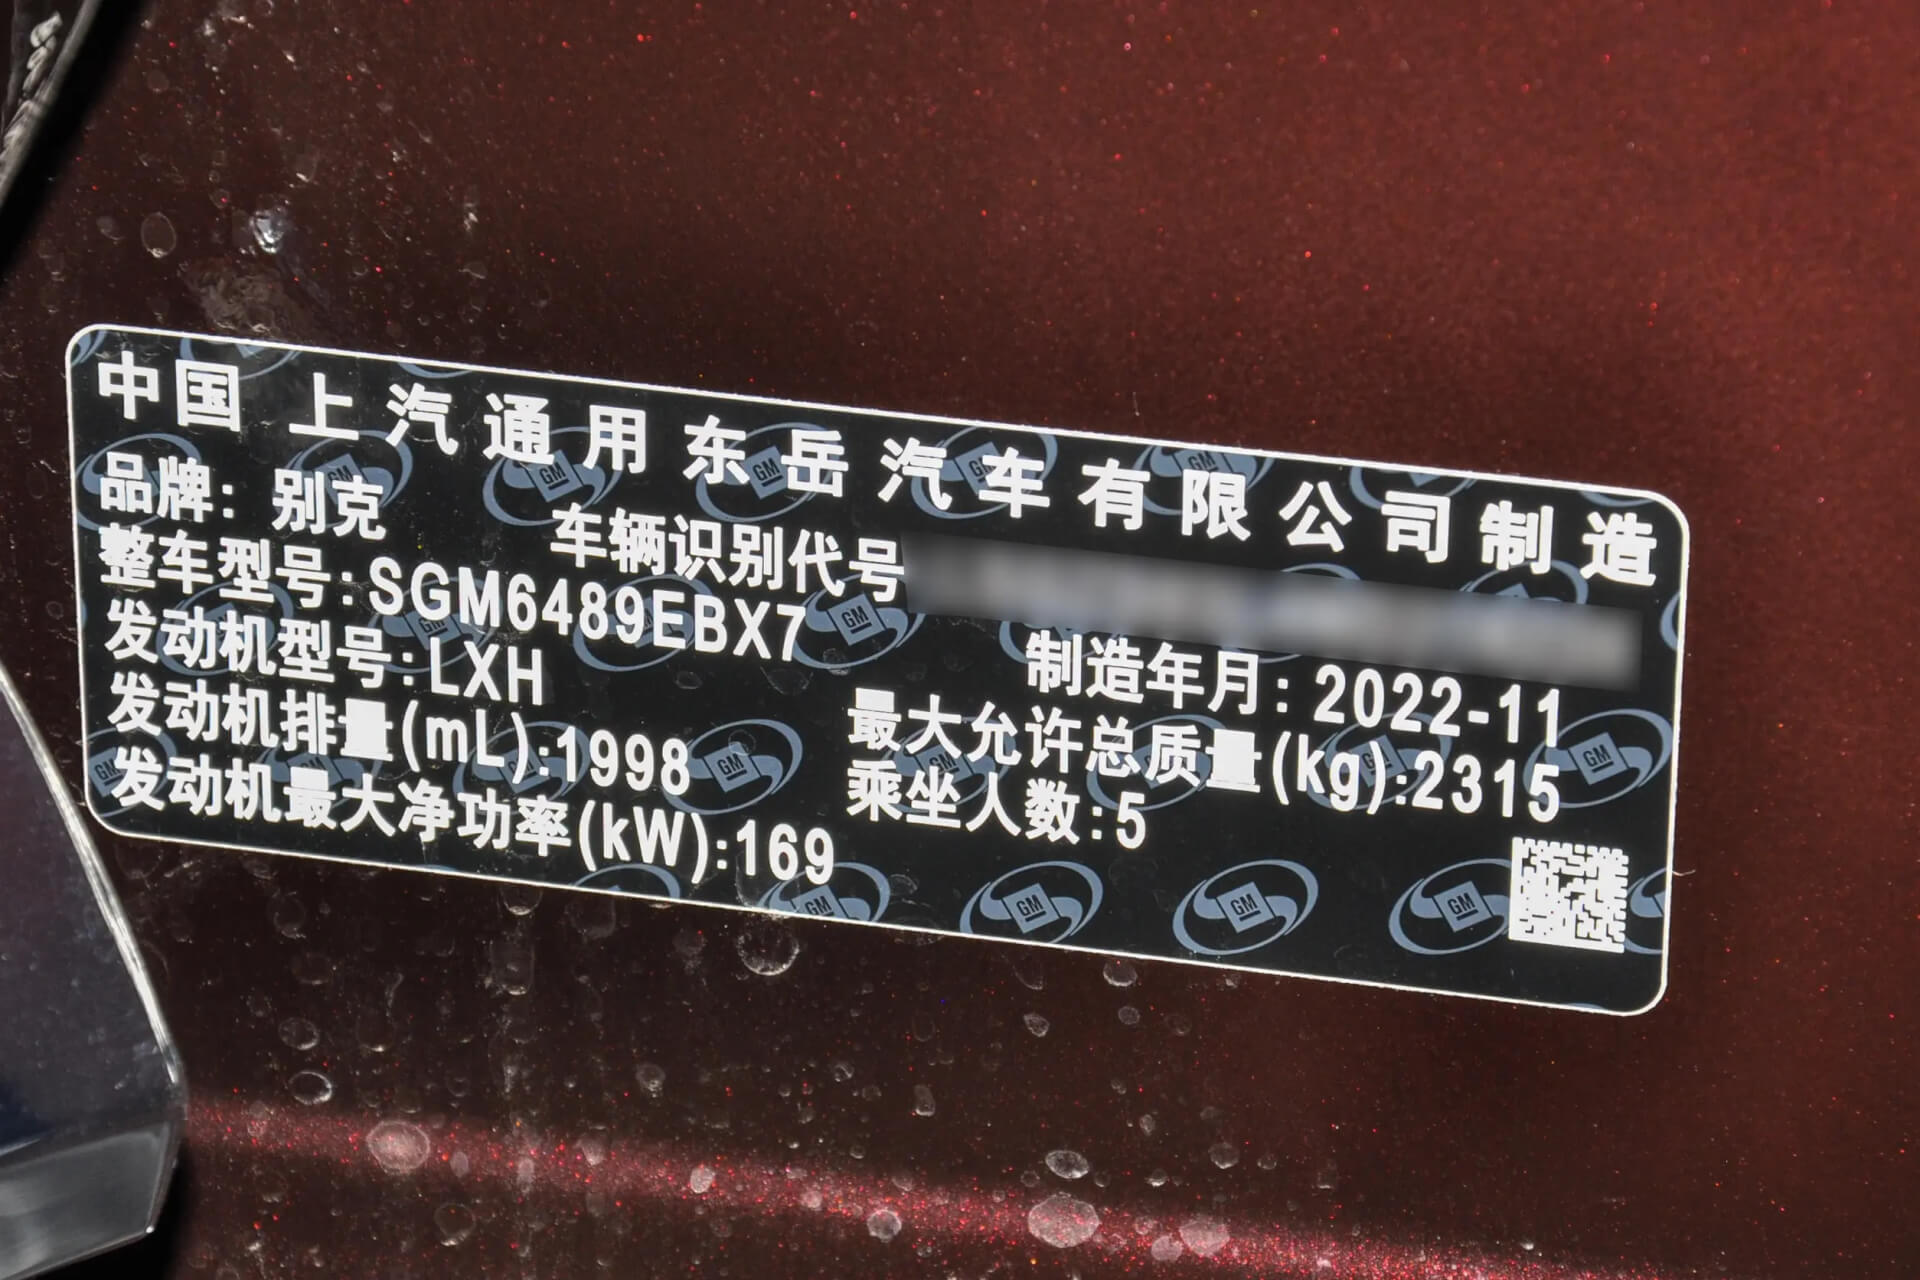 中国 上汽通用东岳汽车有限公司制造
品牌: 别克 车辆识别代号
整车型号:SGM6489EBX7 制造年月:2022-11
发动机型号:LXH 最大允许总质量(kg):2315
发动机排量(mL):1998 乘坐人数:5
发动机最大净功率(kW):169